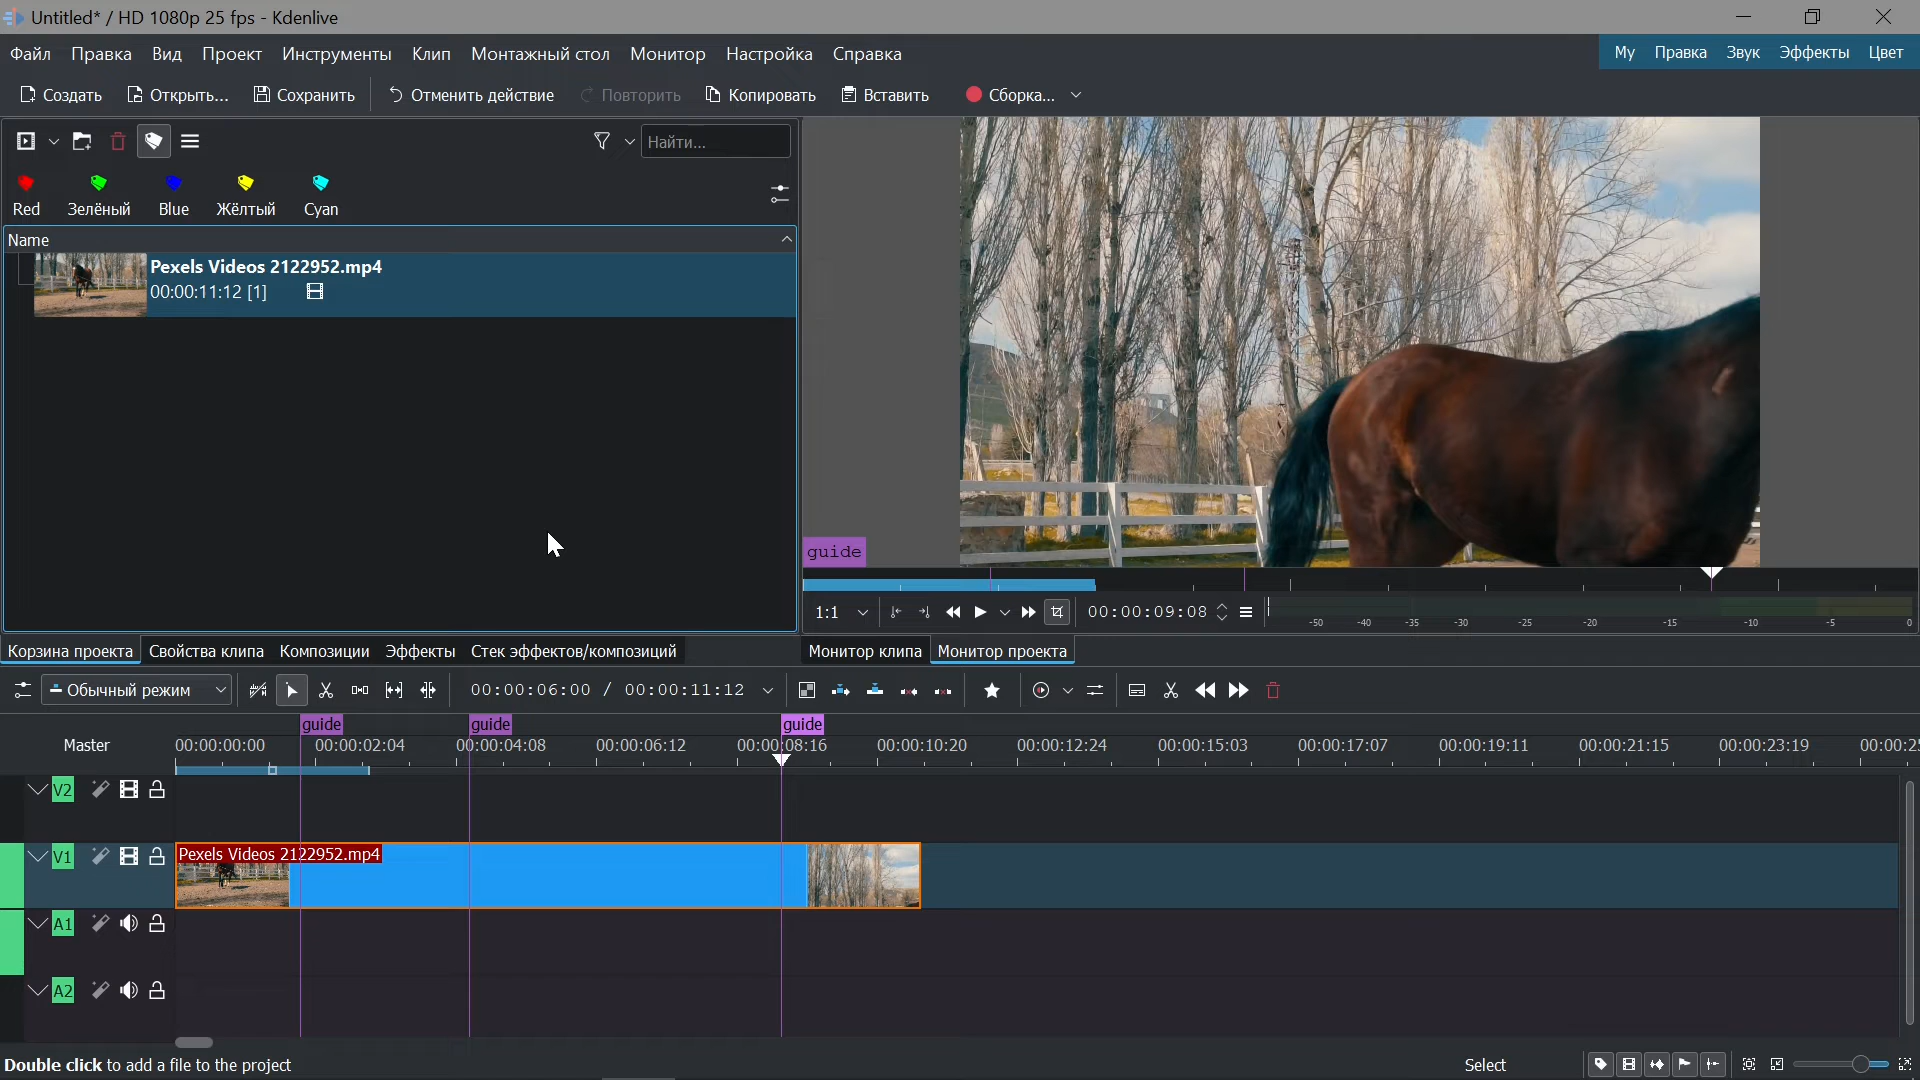 Untitled* / HD 1080p 25 fps - Kdenlive
Файл Правка Вид Проект Инструменты Клип Монтажный стол Монитор Настройка Справка
My Правка Звук Эффекты Цвет
Создать Открыть... Сохранить Отменить действие Повторить Копировать Вставить Сборка...
Найти...
Red Зелёный Blue Жёлтый Cyan
Name
Pexels Videos 2122952.mp4
00:00:11:12 [1]
guide
1:1 00:00:09:08
-50 -40 -35 -30 -25 -20 -15 -10 -5 0
Корзина проекта Свойства клипа Композиции Эффекты Стек эффектов/композиций
Монитор клипа Монитор проекта
Обычный режим 00:00:06:00 / 00:00:11:12
guide guide guide
Master 00:00:00:00 00:00:02:04 00:00:04:08 00:00:06:12 00:00:08:16 00:00:10:20 00:00:12:24 00:00:15:03 00:00:17:07 00:00:19:11 00:00:21:15 00:00:23:19 00:00:25
V2
V1 Pexels Videos 2122952.mp4
A1
A2
Double click to add a file to the project Select